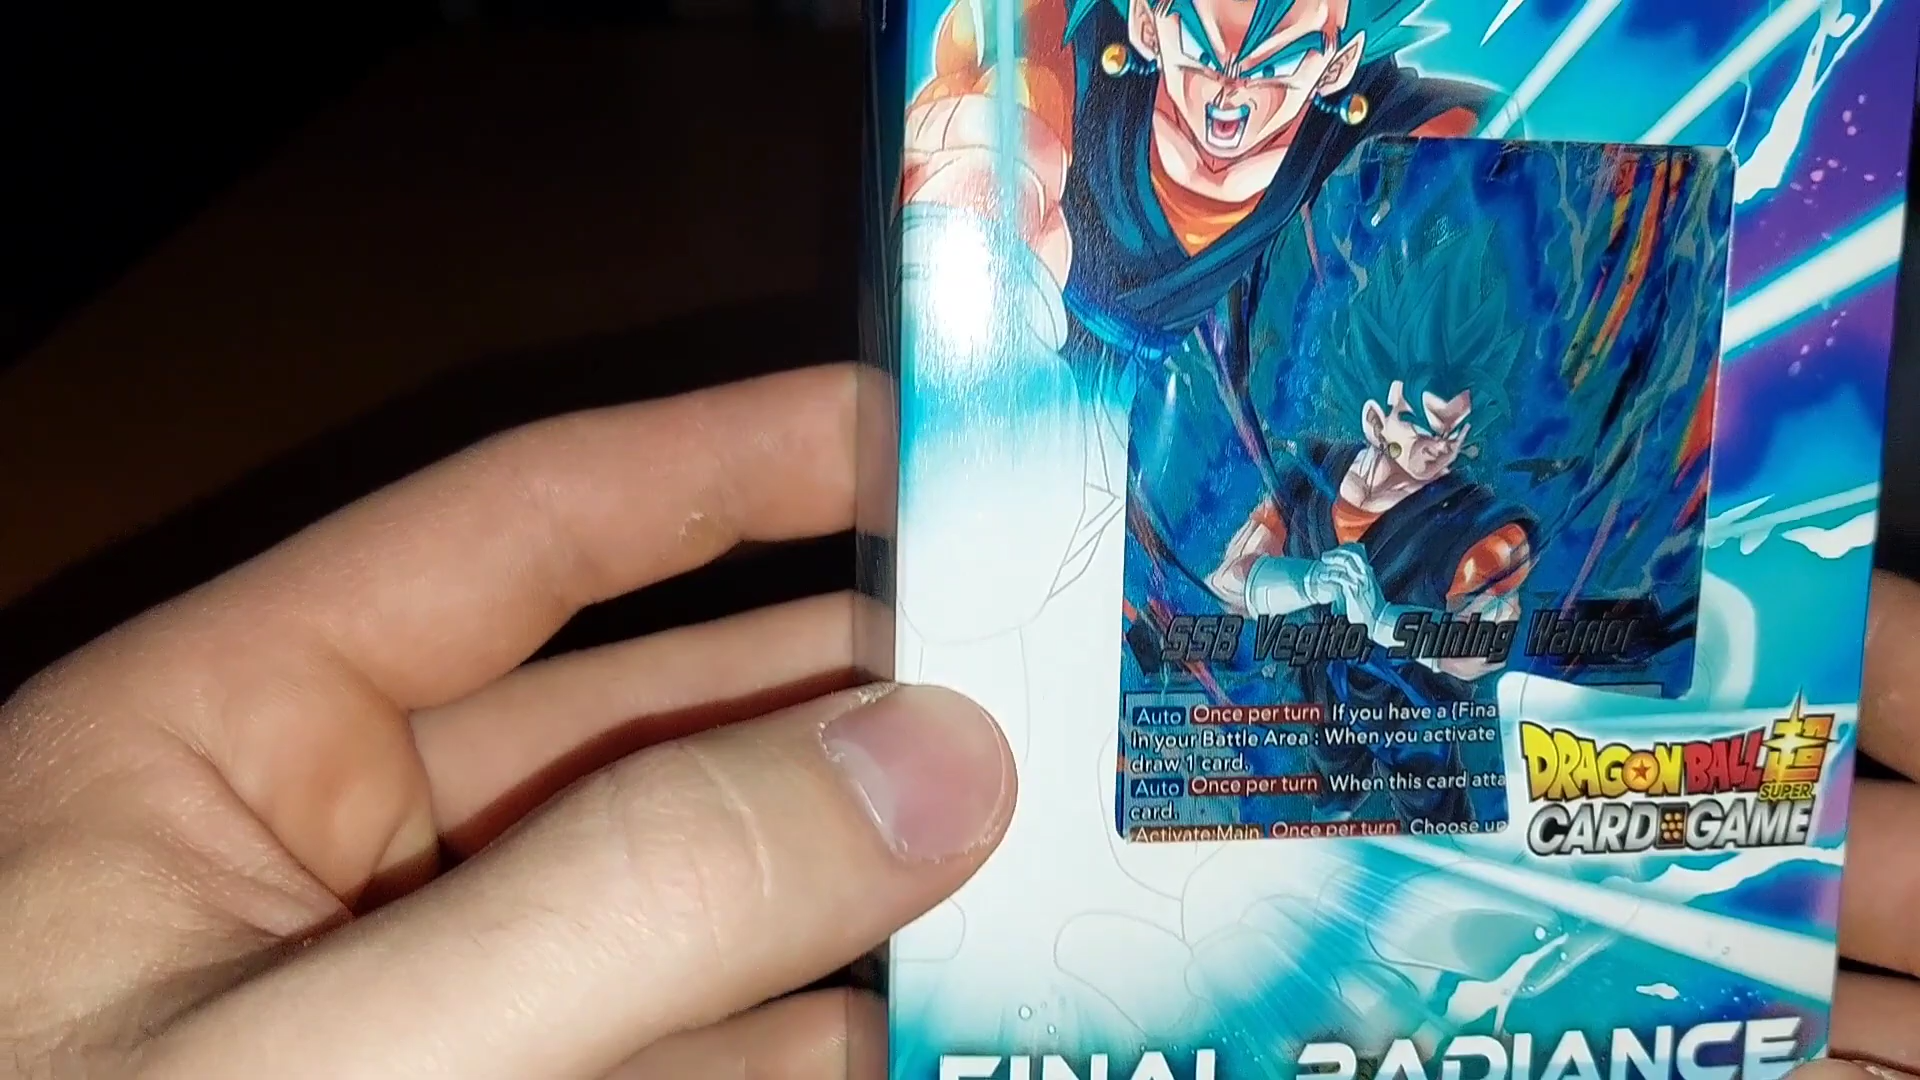 SSB Vegito, Shining Warrior
Auto Once per turn If you have a {Fina
in your Battle Area : When you activate
draw 1 card.
Auto Once per turn When this card atta
card.
Activate:Main Once per turn Choose up
DRAGON BALL 超
SUPER
CARD GAME
FINAL RADIANCE